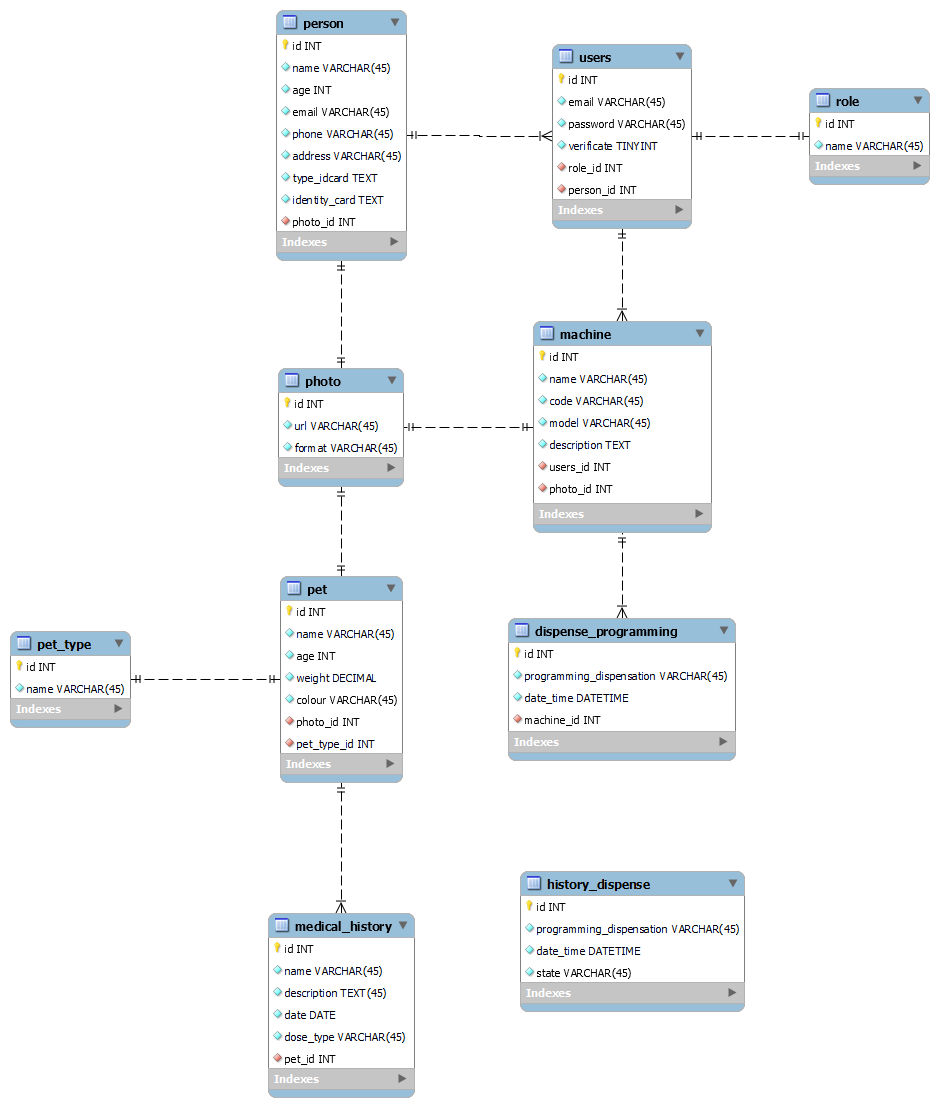 person
id INT
name VARCHAR(45)
age INT
email VARCHAR(45)
phone VARCHAR(45)
address VARCHAR(45)
type_idcard TEXT
identity_card TEXT
photo_id INT
Indexes
users
id INT
email VARCHAR(45)
password VARCHAR(45)
verificate TINYINT
role_id INT
person_id INT
Indexes
role
id INT
name VARCHAR(45)
Indexes
photo
id INT
url VARCHAR(45)
format VARCHAR(45)
Indexes
machine
id INT
name VARCHAR(45)
code VARCHAR(45)
model VARCHAR(45)
description TEXT
users_id INT
photo_id INT
Indexes
pet_type
id INT
name VARCHAR(45)
Indexes
pet
id INT
name VARCHAR(45)
age INT
weight DECIMAL
colour VARCHAR(45)
photo_id INT
pet_type_id INT
Indexes
dispense_programming
id INT
programming_dispensation VARCHAR(45)
date_time DATETIME
machine_id INT
Indexes
medical_history
id INT
name VARCHAR(45)
description TEXT(45)
date DATE
dose_type VARCHAR(45)
pet_id INT
Indexes
history_dispense
id INT
programming_dispensation VARCHAR(45)
date_time DATETIME
state VARCHAR(45)
Indexes